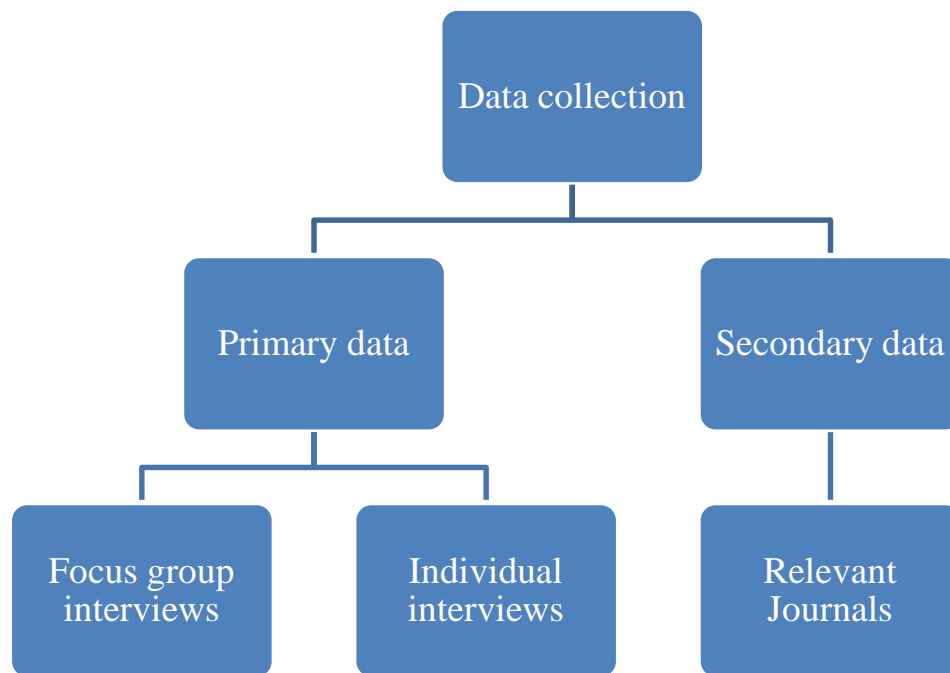 Data collection
Primary data
Secondary data
Focus group
interviews
Individual
interviews
Relevant
Journals